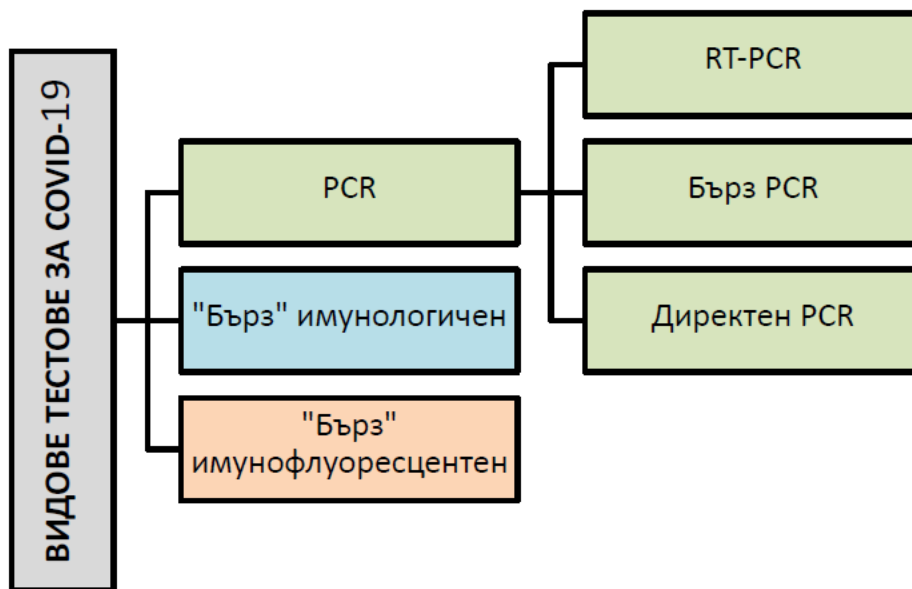 ВИДОВЕ ТЕСТОВЕ ЗА COVID-19
PCR
"Бърз" имунологичен
"Бърз"
имунофлуоресцентен
RT-PCR
Бърз PCR
Директен PCR